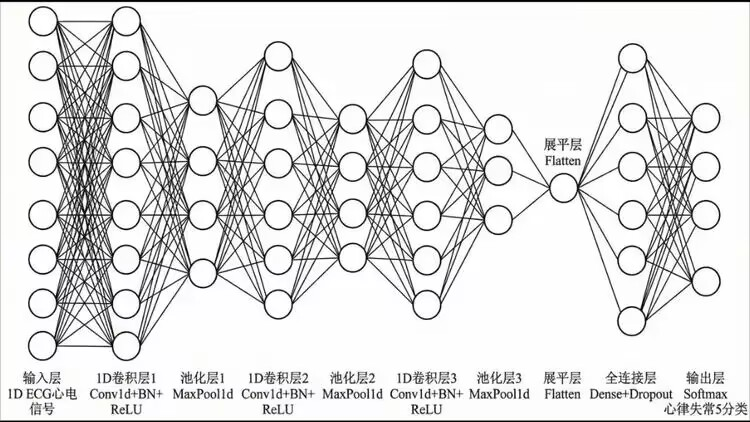 展平层
Flatten
输入层
1D ECG心电
信号
1D卷积层1
Conv1d+BN+
ReLU
池化层1
MaxPool1d
1D卷积层2
Conv1d+BN+
ReLU
池化层2
MaxPool1d
1D卷积层3
Conv1d+BN+
ReLU
池化层3
MaxPool1d
展平层
Flatten
全连接层
Dense+Dropout
输出层
Softmax
心律失常5分类